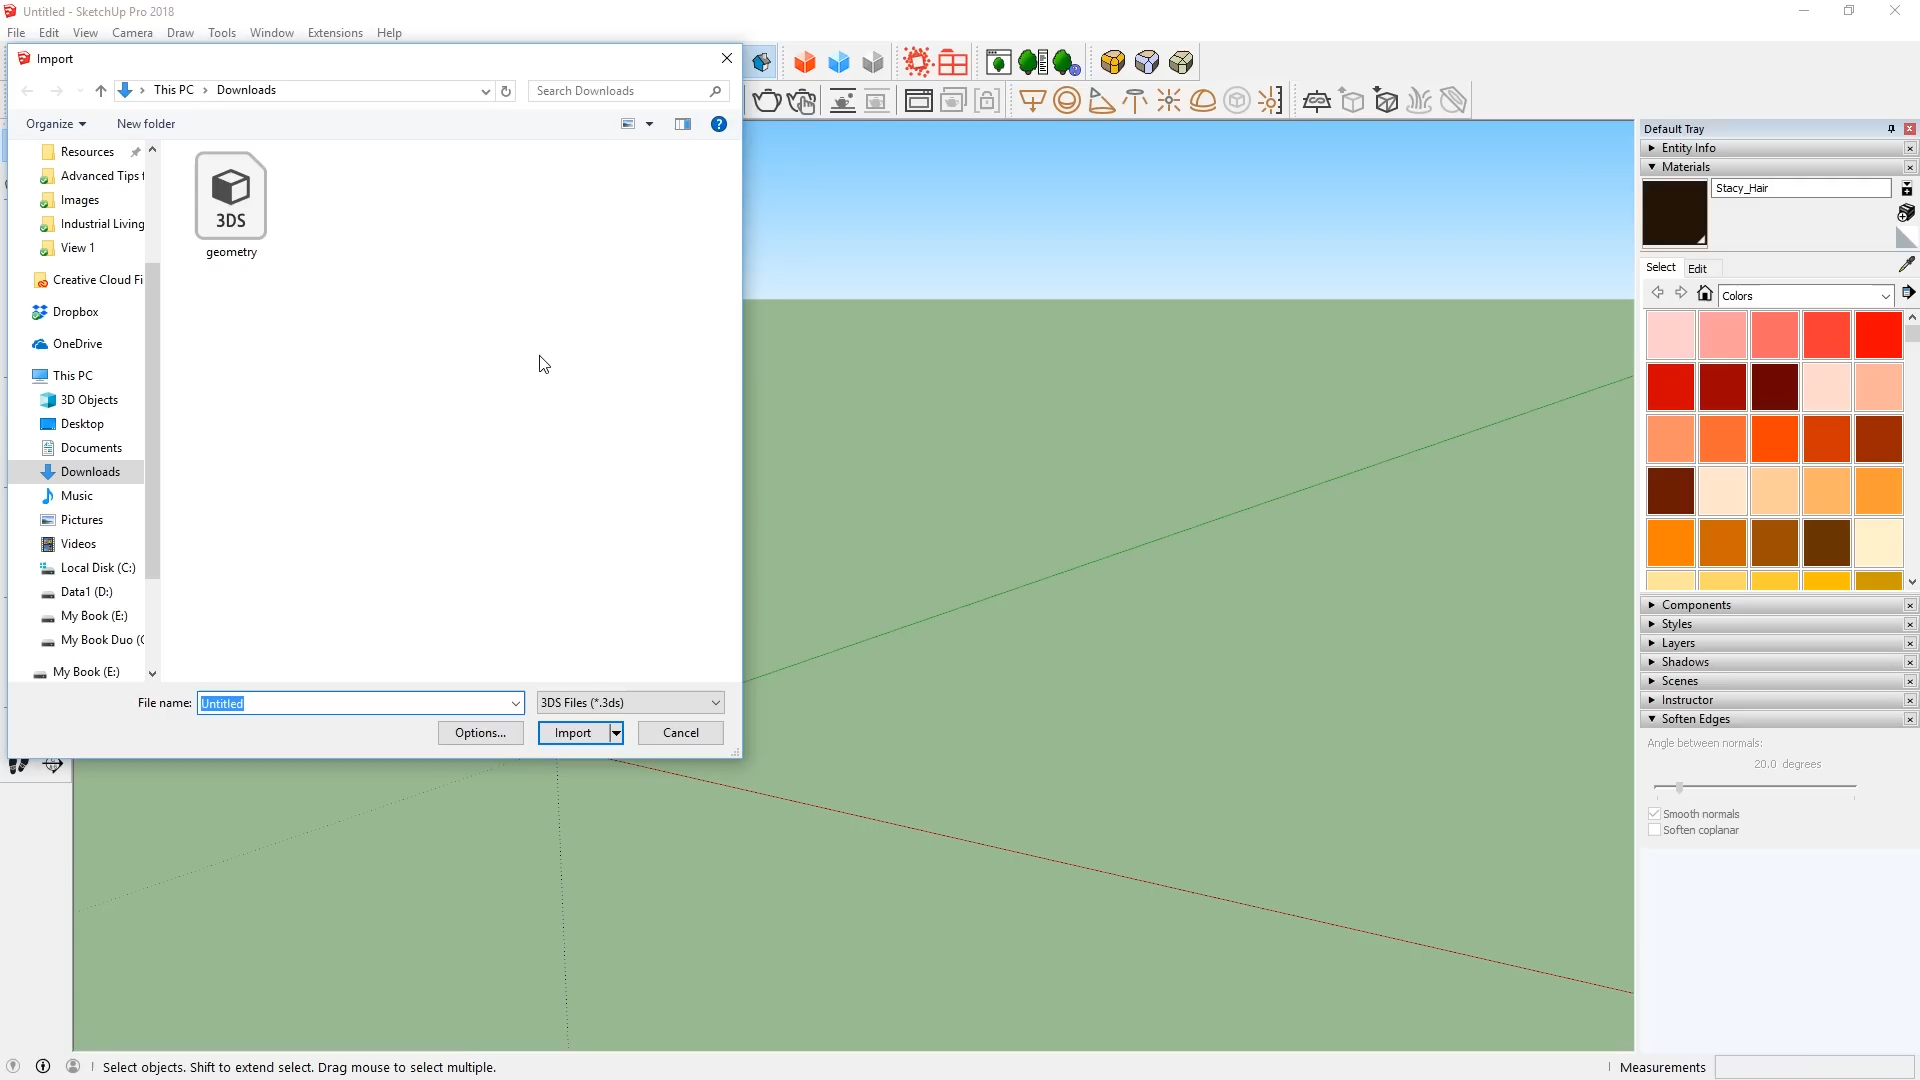 Untitled - SketchUp Pro 2018
File Edit View Camera Draw Tools Window Extensions Help
Import
This PC Downloads
Search Downloads
Organize
New folder
Resources
Advanced Tips f
Images
Industrial Living
View 1
Creative Cloud Fi
Dropbox
OneDrive
This PC
3D Objects
Desktop
Documents
Downloads
Music
Pictures
Videos
Local Disk (C:)
Data1 (D:)
My Book (E:)
My Book Duo (
My Book (E:)
3DS
geometry
File name:
Untitled
3DS Files (*.3ds)
Options...
Import
Cancel
Default Tray
Entity Info
Materials
Stacy_Hair
Select
Edit
Colors
Components
Styles
Layers
Shadows
Scenes
Instructor
Soften Edges
Angle between normals:
20.0 degrees
Smooth normals
Soften coplanar
Select objects. Shift to extend select. Drag mouse to select multiple.
Measurements